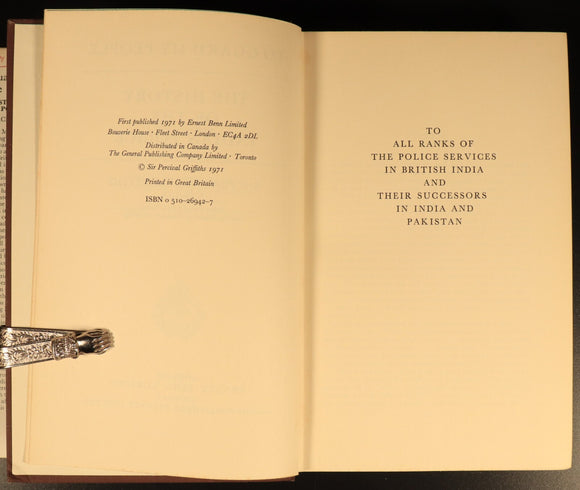 First published 1971 by Ernest Benn Limited
Bouverie House · Fleet Street · London · EC4A 2DL
Distributed in Canada by
The General Publishing Company Limited · Toronto
© Sir Percival Griffiths 1971
Printed in Great Britain
ISBN 0 510-26942-7
TO
ALL RANKS OF
THE POLICE SERVICES
IN BRITISH INDIA
AND
THEIR SUCCESSORS
IN INDIA AND
PAKISTAN